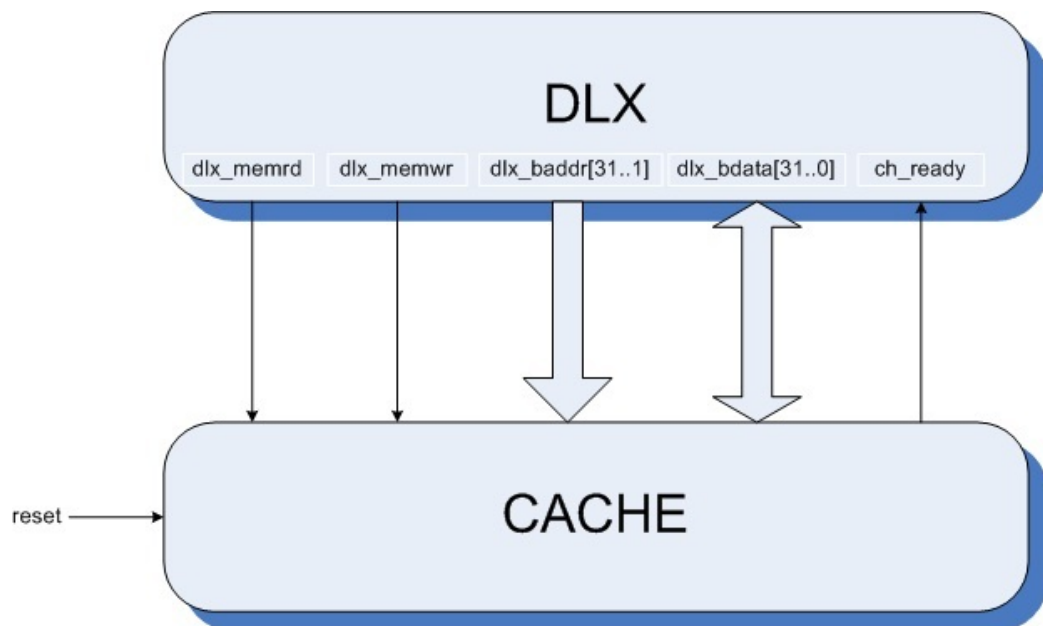 DLX
dlx_memrd dlx_memwr dlx_baddr[31..1] dlx_bdata[31..0] ch_ready
reset
CACHE